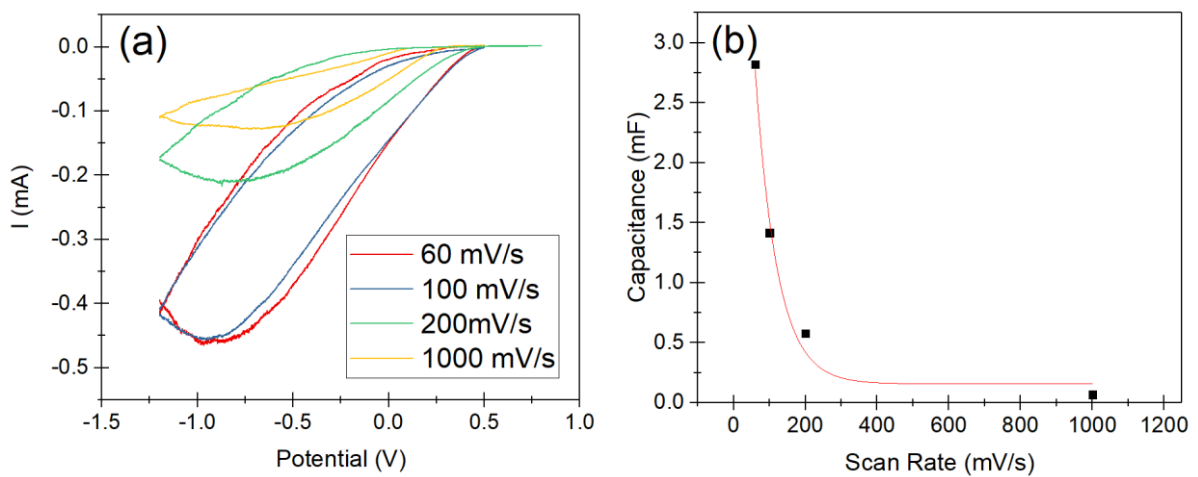 (a)
0.0
-0.1
-0.2
-0.3
-0.4
-0.5
I (mA)
60 mV/s
100 mV/s
200mV/s
1000 mV/s
-1.5
-1.0
-0.5
0.0
0.5
1.0
Potential (V)
(b)
3.0
2.5
2.0
1.5
1.0
0.5
0.0
Capacitance (mF)
0
200
400
600
800
1000
1200
Scan Rate (mV/s)